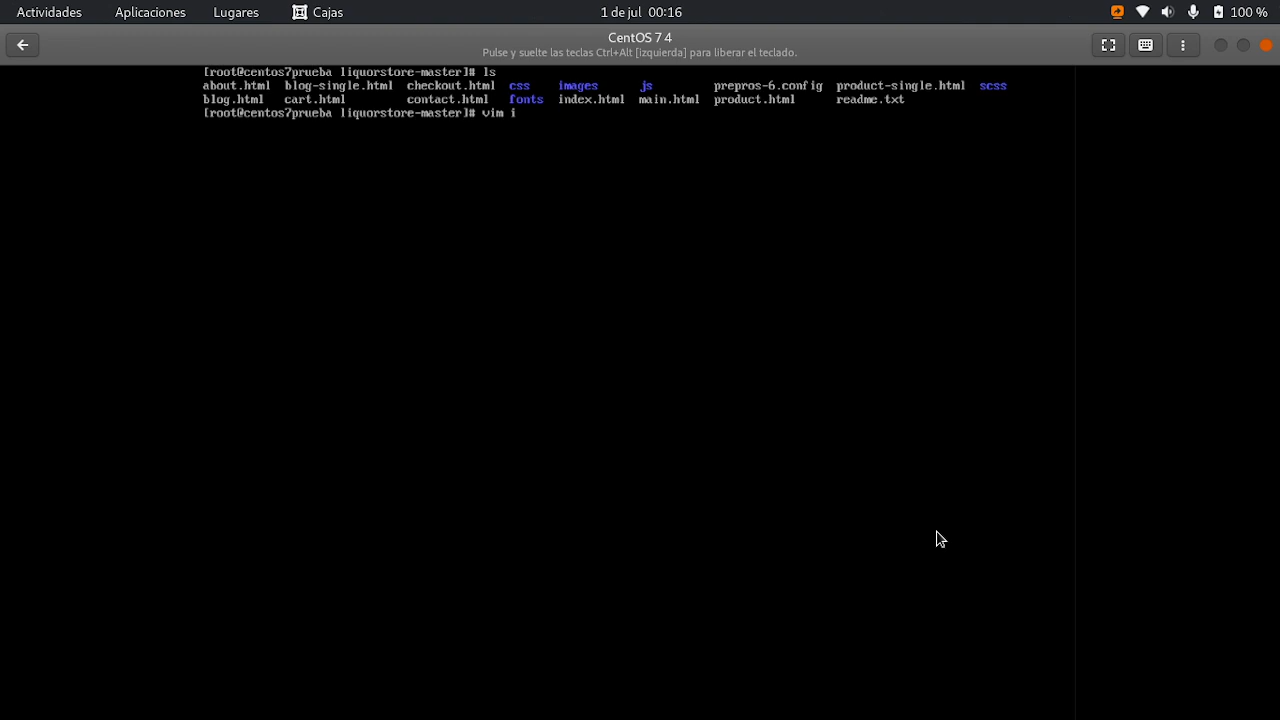 Actividades Aplicaciones Lugares Cajas 1 de jul 00:16 100 %
CentOS 7 4
Pulse y suelte las teclas Ctrl+Alt [izquierda] para liberar el teclado.
[root@centos7prueba liquorstore-master]# ls
about.html blog-single.html checkout.html css images js prepros-6.config product-single.html scss
blog.html cart.html contact.html fonts index.html main.html product.html readme.txt
[root@centos7prueba liquorstore-master]# vim i